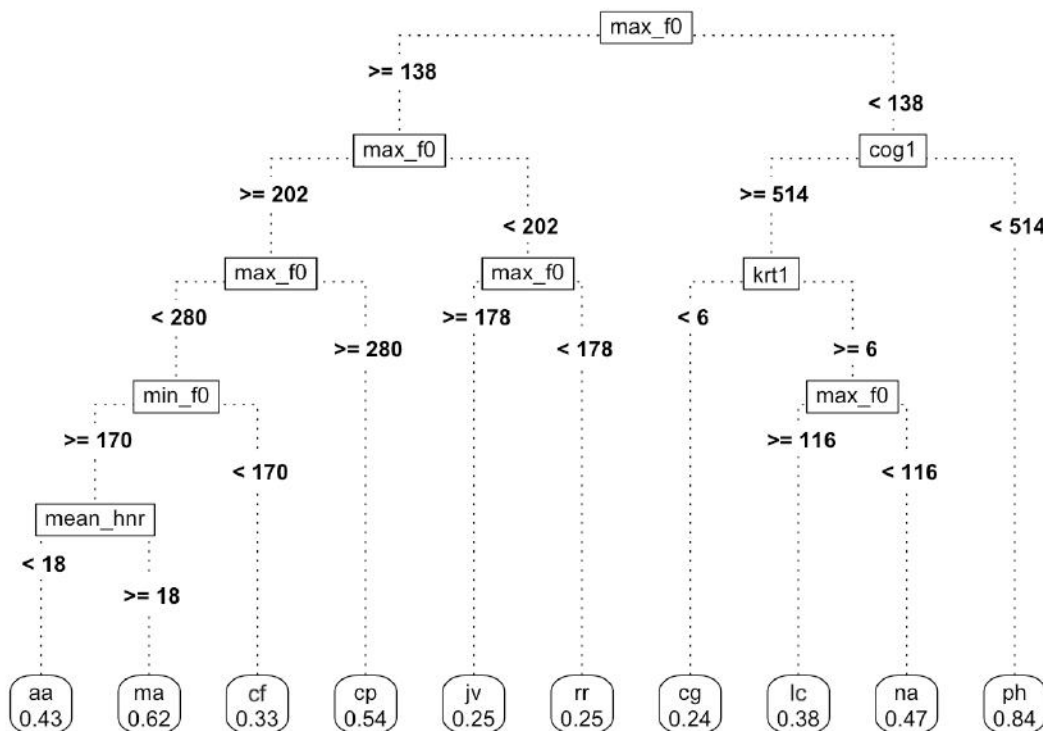 max_f0
>= 138
< 138
max_f0
cog1
>= 202
>= 514
< 202
< 514
max_f0
max_f0
krt1
< 280
>= 178
< 6
>= 280
< 178
>= 6
min_f0
max_f0
>= 170
>= 116
< 170
< 116
mean_hnr
< 18
>= 18
aa ma cf cp jv rr cg lc na ph
0.43 0.62 0.33 0.54 0.25 0.25 0.24 0.38 0.47 0.84